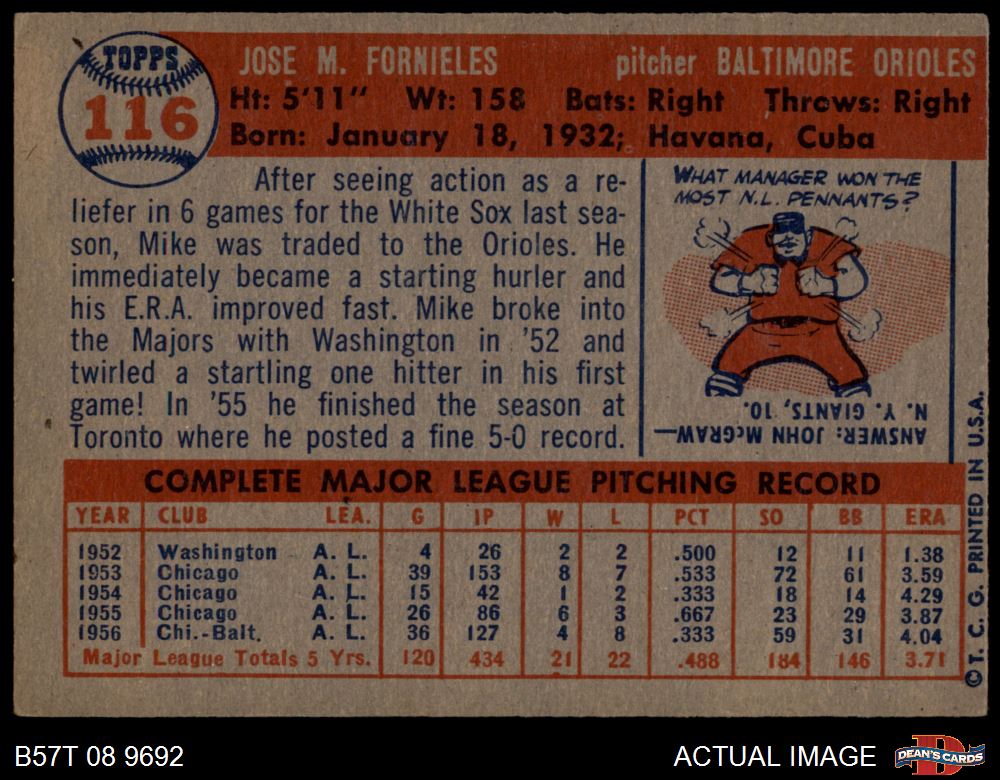 TOPPS
116
JOSE M. FORNIELES pitcher BALTIMORE ORIOLES
Ht: 5'11" Wt: 158 Bats: Right Throws: Right
Born: January 18, 1932; Havana, Cuba
After seeing action as a re-
liefer in 6 games for the White Sox last sea-
son, Mike was traded to the Orioles. He
immediately became a starting hurler and
his E.R.A. improved fast. Mike broke into
the Majors with Washington in '52 and
twirled a startling one hitter in his first
game! In '55 he finished the season at
Toronto where he posted a fine 5-0 record.
WHAT MANAGER WON THE
MOST N.L. PENNANTS?
ANSWER: JOHN McGRAW—
N. Y. GIANTS, 10.
COMPLETE MAJOR LEAGUE PITCHING RECORD
YEAR CLUB LEA. G IP W L PCT SO BB ERA
1952 Washington A. L. 4 26 2 2 .500 12 11 1.38
1953 Chicago A. L. 39 153 8 7 .533 72 61 3.59
1954 Chicago A. L. 15 42 1 2 .333 18 14 4.29
1955 Chicago A. L. 26 86 6 3 .667 23 29 3.87
1956 Chi.-Balt. A. L. 36 127 4 8 .333 59 31 4.04
Major League Totals 5 Yrs. 120 434 21 22 .488 184 146 3.71
© T. C. G. PRINTED IN U.S.A.
B57T 08 9692 ACTUAL IMAGE
D
DEAN'S CARDS